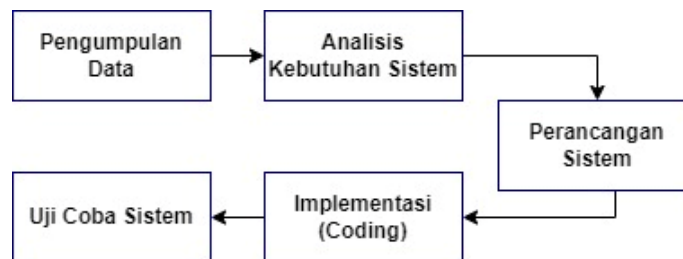 Pengumpulan
Data
Analisis
Kebutuhan Sistem
Perancangan
Sistem
Implementasi
(Coding)
Uji Coba Sistem